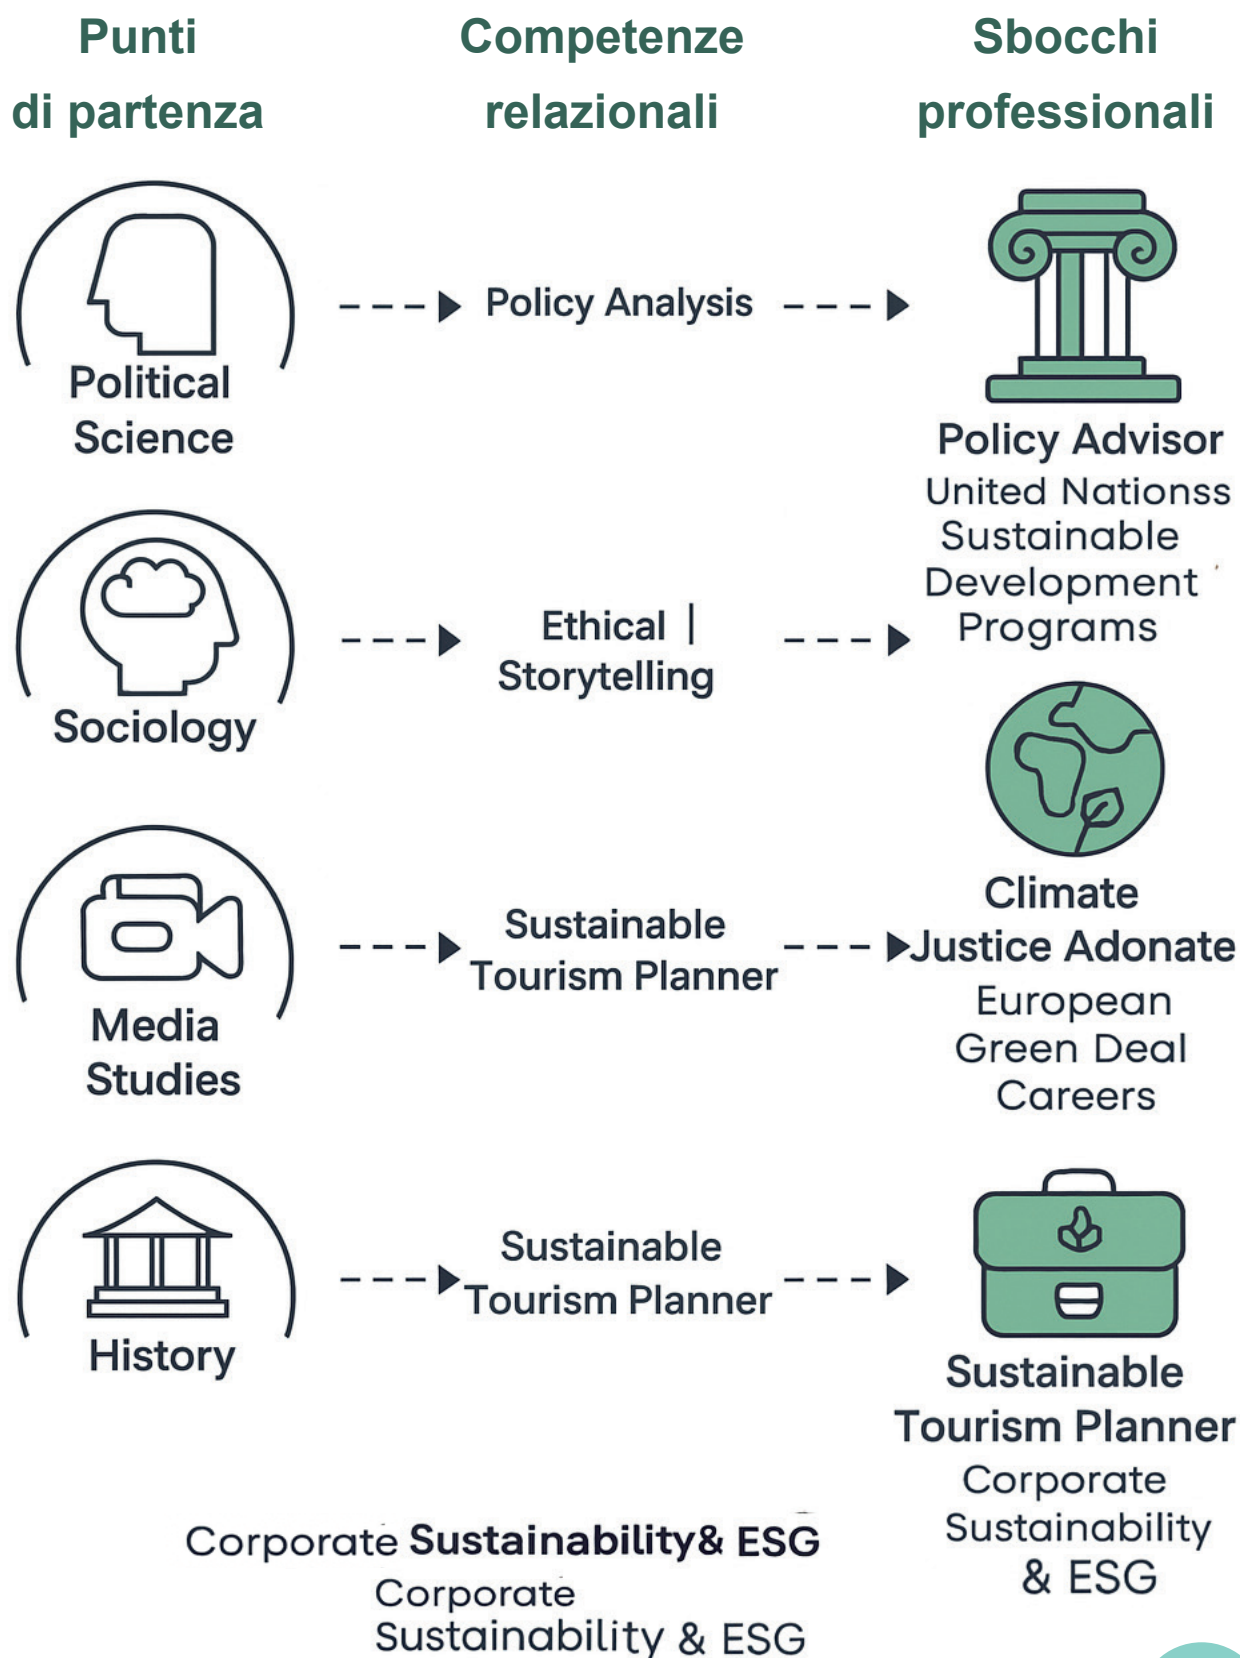 Punti
di partenza
Competenze
relazionali
Sbocchi
professionali
Political
Science
Policy Analysis
Policy Advisor
United Nationss
Sustainable
Development
Programs
Sociology
Ethical |
Storytelling
Media
Studies
Sustainable
Tourism Planner
Climate
Justice Adonate
European
Green Deal
Careers
History
Sustainable
Tourism Planner
Sustainable
Tourism Planner
Corporate
Sustainability
& ESG
Corporate Sustainability& ESG
Corporate
Sustainability & ESG